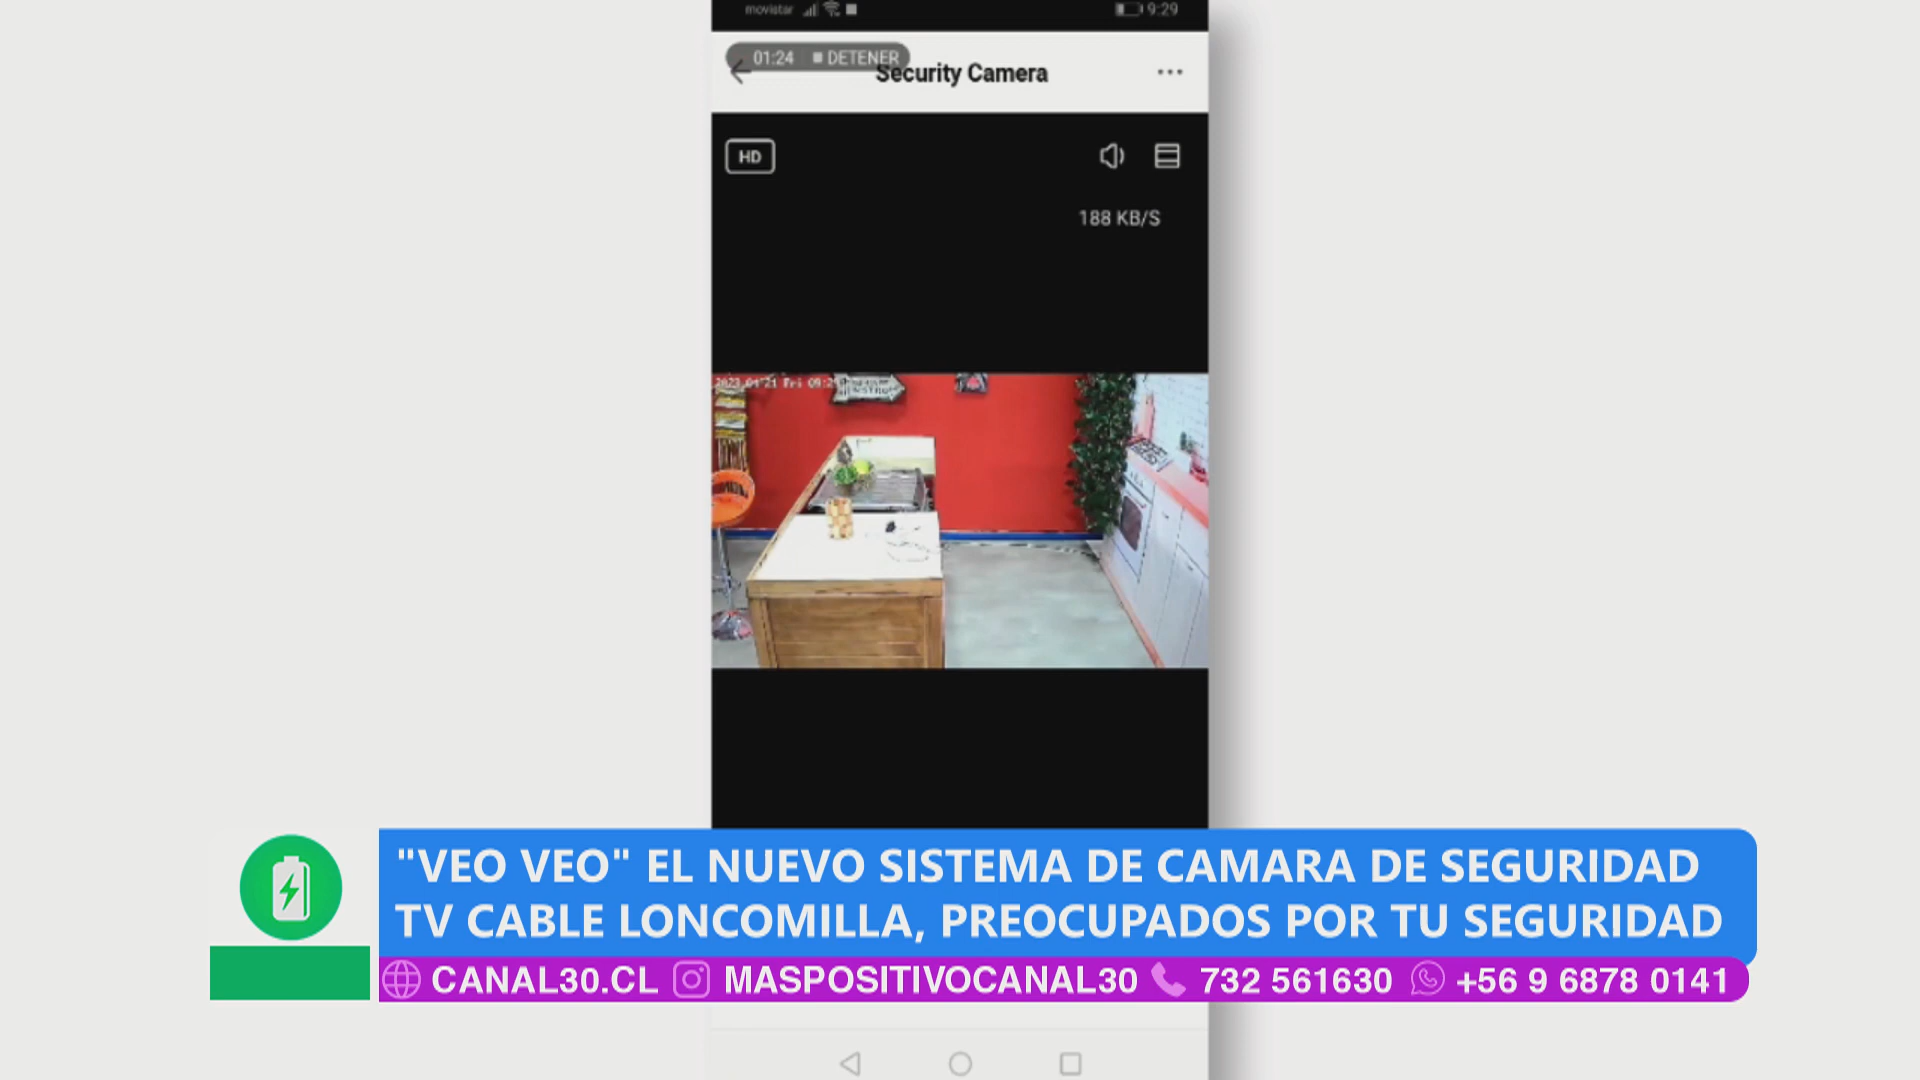 movistar
9:29
01:24 DETENER
Security Camera
HD
188 KB/S
"VEO VEO" EL NUEVO SISTEMA DE CAMARA DE SEGURIDAD
TV CABLE LONCOMILLA, PREOCUPADOS POR TU SEGURIDAD
CANAL30.CL MASPOSITIVOCANAL30 732 561630 +56 9 6878 0141